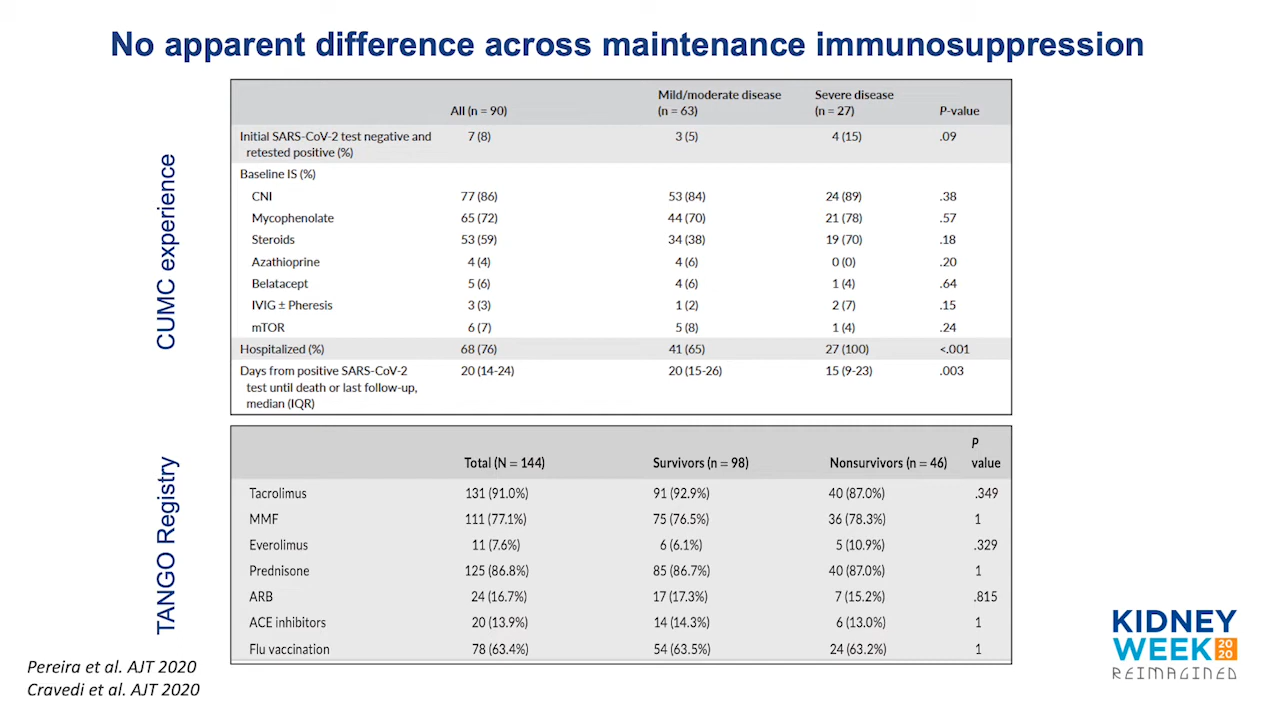 No apparent difference across maintenance immunosuppression
CUMC experience
All (n = 90) Mild/moderate disease (n = 63) Severe disease (n = 27) P-value
Initial SARS-CoV-2 test negative and retested positive (%) 7 (8) 3 (5) 4 (15) .09
Baseline IS (%)
CNI 77 (86) 53 (84) 24 (89) .38
Mycophenolate 65 (72) 44 (70) 21 (78) .57
Steroids 53 (59) 34 (38) 19 (70) .18
Azathioprine 4 (4) 4 (6) 0 (0) .20
Belatacept 5 (6) 4 (6) 1 (4) .64
IVIG ± Pheresis 3 (3) 1 (2) 2 (7) .15
mTOR 6 (7) 5 (8) 1 (4) .24
Hospitalized (%) 68 (76) 41 (65) 27 (100) <.001
Days from positive SARS-CoV-2 test until death or last follow-up, median (IQR) 20 (14-24) 20 (15-26) 15 (9-23) .003
TANGO Registry
Total (N = 144) Survivors (n = 98) Nonsurvivors (n = 46) P value
Tacrolimus 131 (91.0%) 91 (92.9%) 40 (87.0%) .349
MMF 111 (77.1%) 75 (76.5%) 36 (78.3%) 1
Everolimus 11 (7.6%) 6 (6.1%) 5 (10.9%) .329
Prednisone 125 (86.8%) 85 (86.7%) 40 (87.0%) 1
ARB 24 (16.7%) 17 (17.3%) 7 (15.2%) .815
ACE inhibitors 20 (13.9%) 14 (14.3%) 6 (13.0%) 1
Flu vaccination 78 (63.4%) 54 (63.5%) 24 (63.2%) 1
Pereira et al. AJT 2020
Cravedi et al. AJT 2020
KIDNEY
WEEK 2020
REIMAGINED